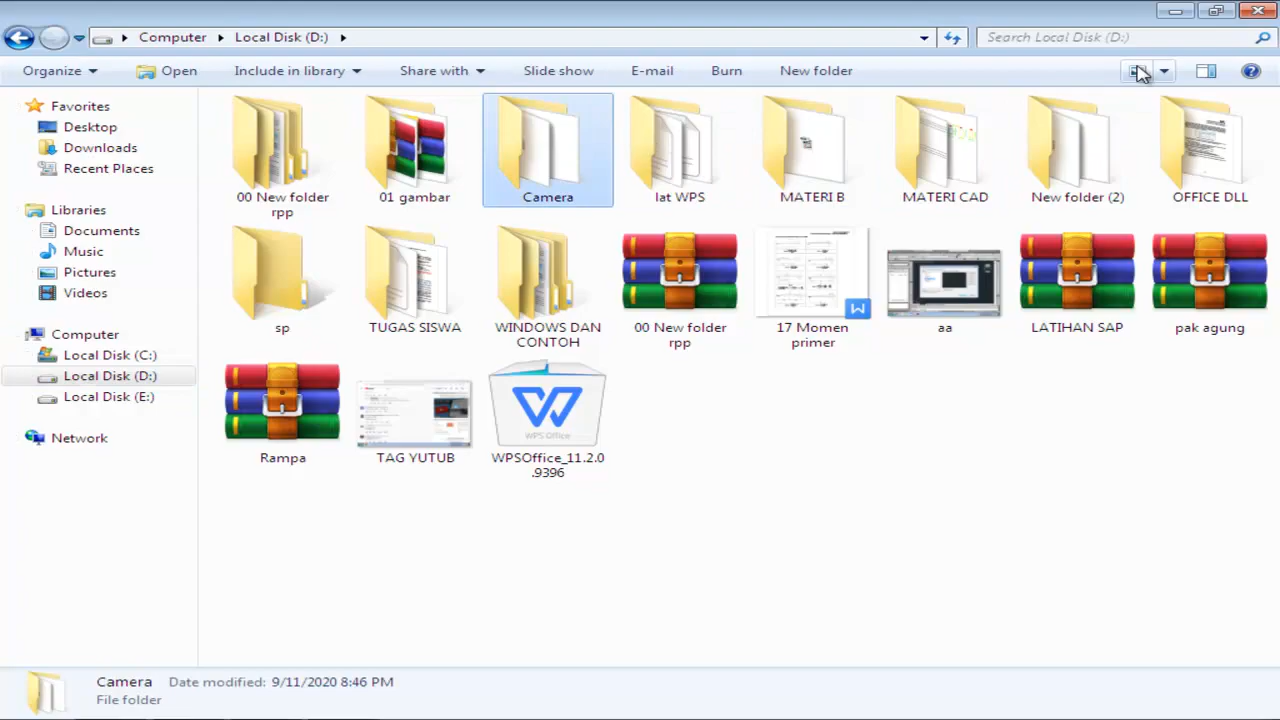 Computer Local Disk (D:)
Search Local Disk (D:)
Organize Open Include in library Share with Slide show E-mail Burn New folder
Favorites
Desktop
Downloads
Recent Places
Libraries
Documents
Music
Pictures
Videos
Computer
Local Disk (C:)
Local Disk (D:)
Local Disk (E:)
Network
00 New folder
rpp
01 gambar
Camera
lat WPS
MATERI B
MATERI CAD
New folder (2)
OFFICE DLL
sp
TUGAS SISWA
WINDOWS DAN
CONTOH
00 New folder
rpp
17 Momen
primer
aa
LATIHAN SAP
pak agung
Rampa
TAG YUTUB
WPS Office
WPSOffice_11.2.0
.9396
Camera Date modified: 9/11/2020 8:46 PM
File folder